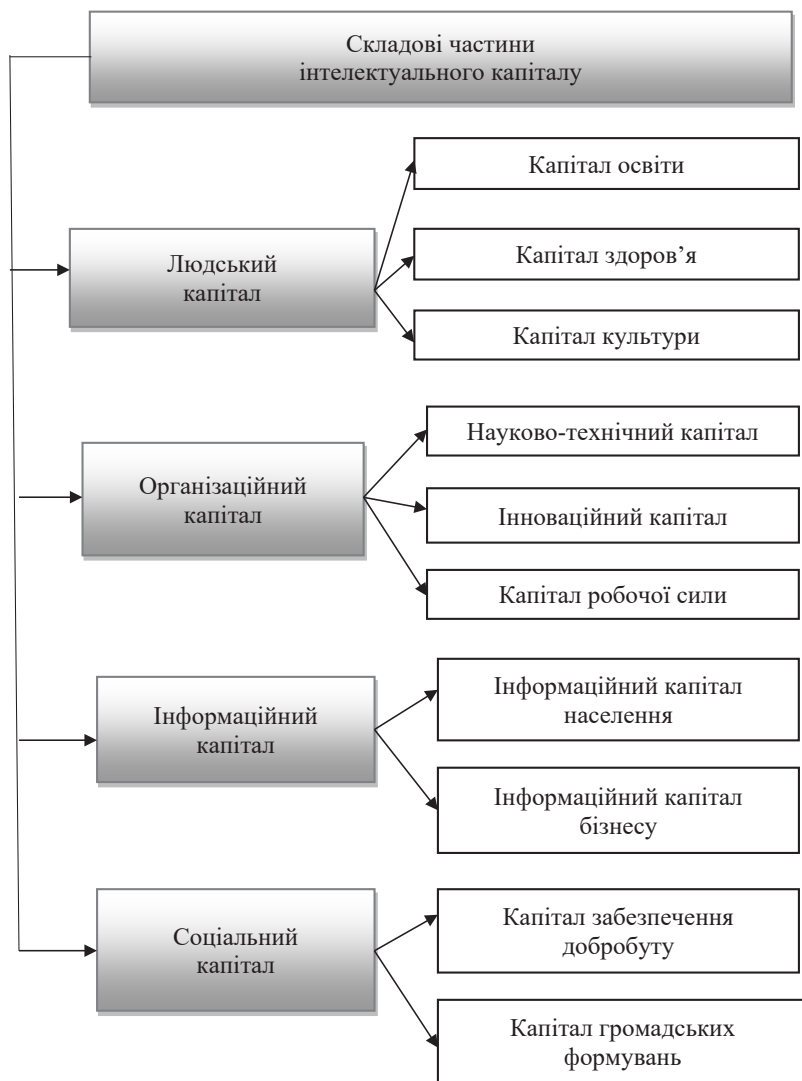 Складові частини
інтелектуального капіталу
Людський
капітал
Капітал освіти
Капітал здоров’я
Капітал культури
Організаційний
капітал
Науково-технічний капітал
Інноваційний капітал
Капітал робочої сили
Інформаційний
капітал
Інформаційний капітал
населення
Інформаційний капітал
бізнесу
Соціальний
капітал
Капітал забезпечення
добробуту
Капітал громадських
формувань